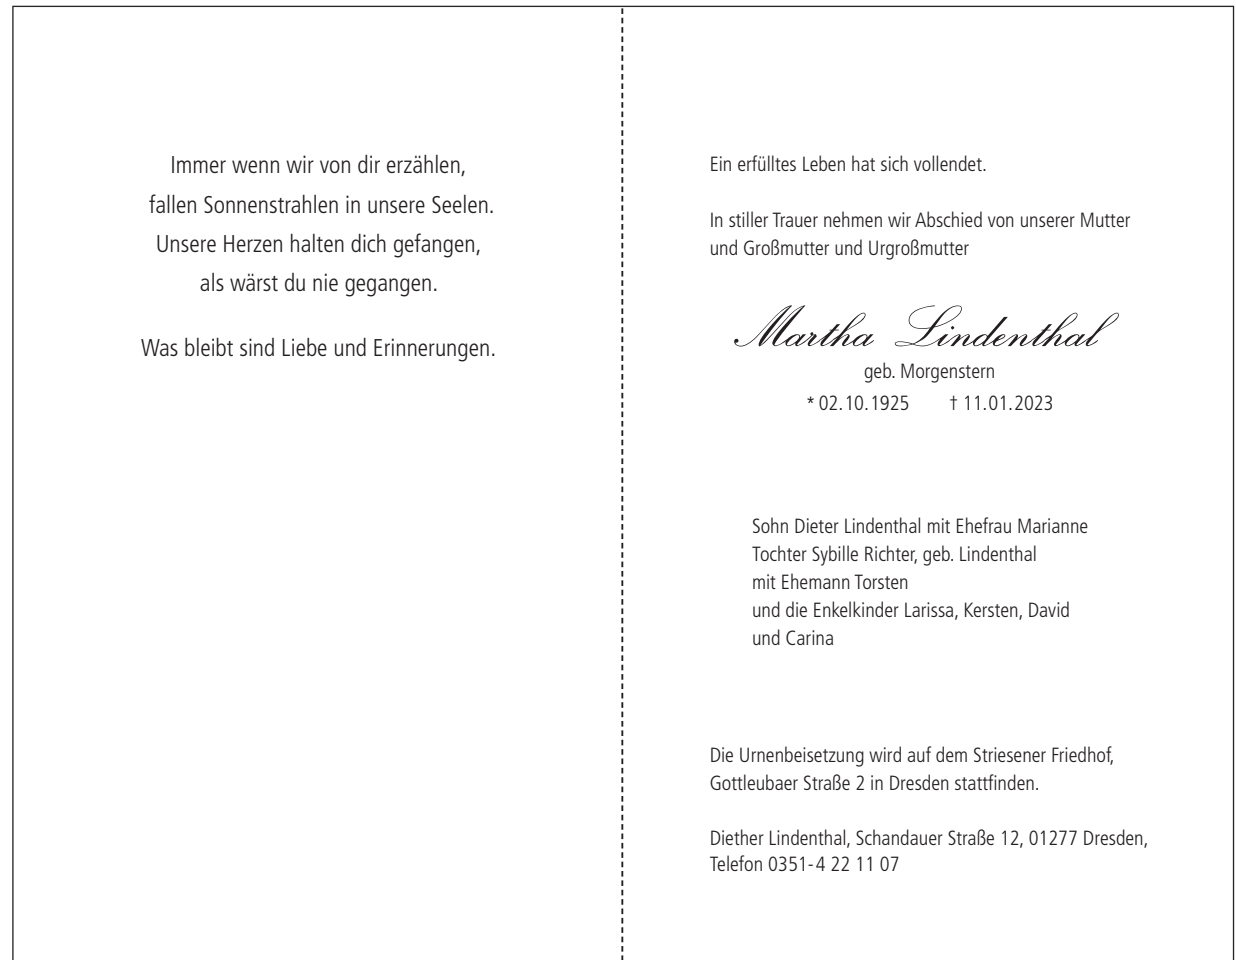 Immer wenn wir von dir erzählen,
fallen Sonnenstrahlen in unsere Seelen.
Unsere Herzen halten dich gefangen,
als wärst du nie gegangen.
Was bleibt sind Liebe und Erinnerungen.
Ein erfülltes Leben hat sich vollendet.
In stiller Trauer nehmen wir Abschied von unserer Mutter
und Großmutter und Urgroßmutter
Martha Lindenthal
geb. Morgenstern
* 02.10.1925 † 11.01.2023
Sohn Dieter Lindenthal mit Ehefrau Marianne
Tochter Sybille Richter, geb. Lindenthal
mit Ehemann Torsten
und die Enkelkinder Larissa, Kersten, David
und Carina
Die Urnenbeisetzung wird auf dem Striesener Friedhof,
Gottleubaer Straße 2 in Dresden stattfinden.
Diether Lindenthal, Schandauer Straße 12, 01277 Dresden,
Telefon 0351-4 22 11 07